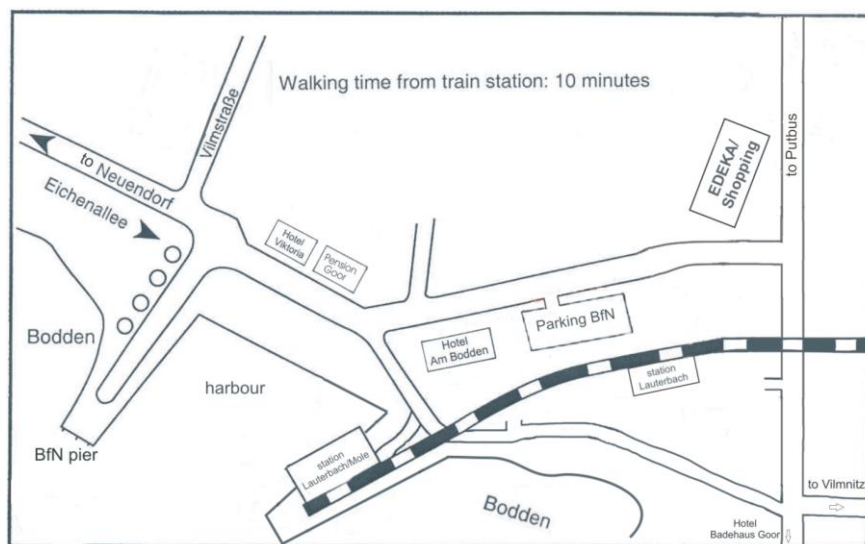 Walking time from train station: 10 minutes
Vilmstraße
to Putbus
EDEKA/
Shopping
to Neuendorf
Eichenallee
Hotel
Viktoria
Pension
Goor
Bodden
Parking BfN
Hotel
Am Bodden
station
Lauterbach
harbour
BfN pier
station
Lauterbach/Mole
Bodden
to Vilmnitz
Hotel
Badehaus Goor